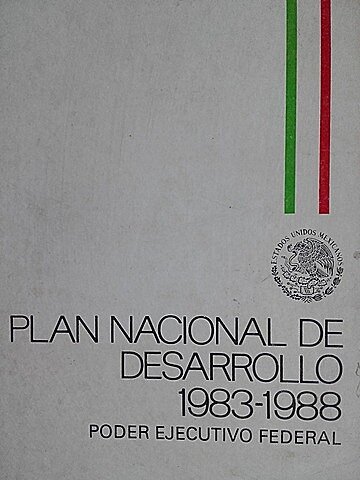 ESTADOS UNIDOS MEXICANOS
PLAN NACIONAL DE
DESARROLLO
1983-1988
PODER EJECUTIVO FEDERAL